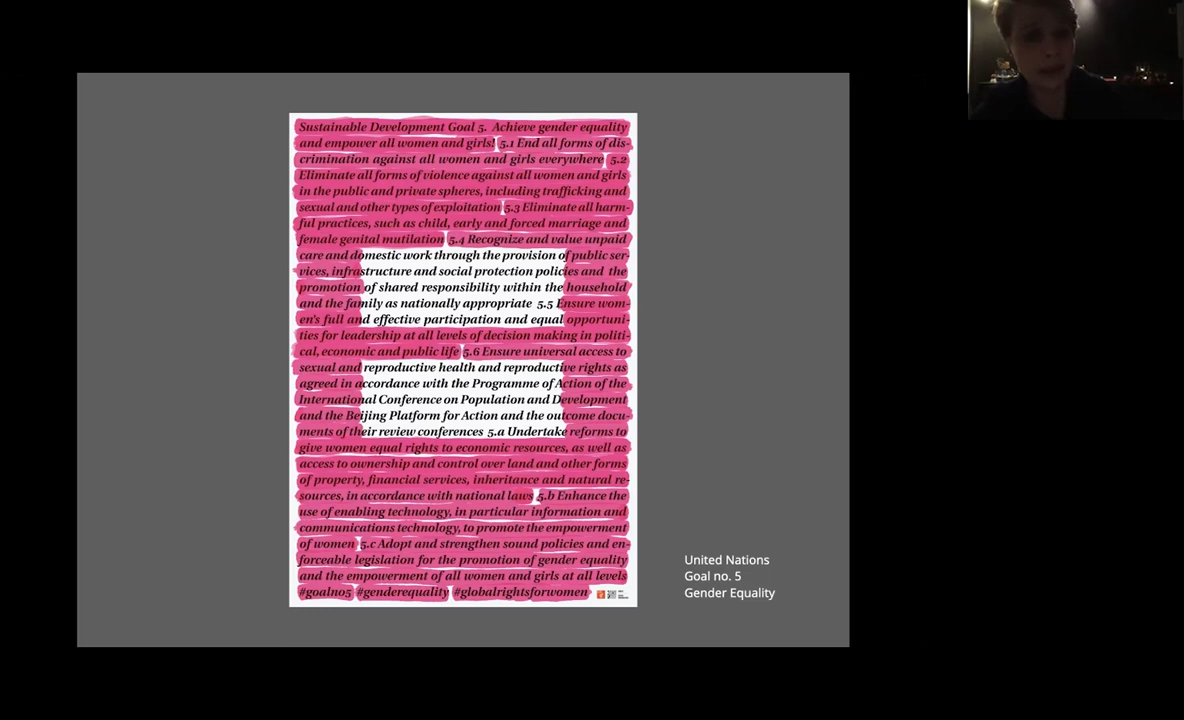 Sustainable Development Goal 5. Achieve gender equality
and empower all women and girls! 5.1 End all forms of dis-
crimination against all women and girls everywhere 5.2
Eliminate all forms of violence against all women and girls
in the public and private spheres, including trafficking and
sexual and other types of exploitation 5.3 Eliminate all harm-
ful practices, such as child, early and forced marriage and
female genital mutilation 5.4 Recognize and value unpaid
care and domestic work through the provision of public ser-
vices, infrastructure and social protection policies and the
promotion of shared responsibility within the household
and the family as nationally appropriate 5.5 Ensure wom-
en's full and effective participation and equal opportuni-
ties for leadership at all levels of decision making in politi-
cal, economic and public life 5.6 Ensure universal access to
sexual and reproductive health and reproductive rights as
agreed in accordance with the Programme of Action of the
International Conference on Population and Development
and the Beijing Platform for Action and the outcome docu-
ments of their review conferences 5.a Undertake reforms to
give women equal rights to economic resources, as well as
access to ownership and control over land and other forms
of property, financial services, inheritance and natural re-
sources, in accordance with national laws 5.b Enhance the
use of enabling technology, in particular information and
communications technology, to promote the empowerment
of women 5.c Adopt and strengthen sound policies and en-
forceable legislation for the promotion of gender equality
and the empowerment of all women and girls at all levels
#goalno5 #genderequality #globalrightsforwomen
United Nations
Goal no. 5
Gender Equality